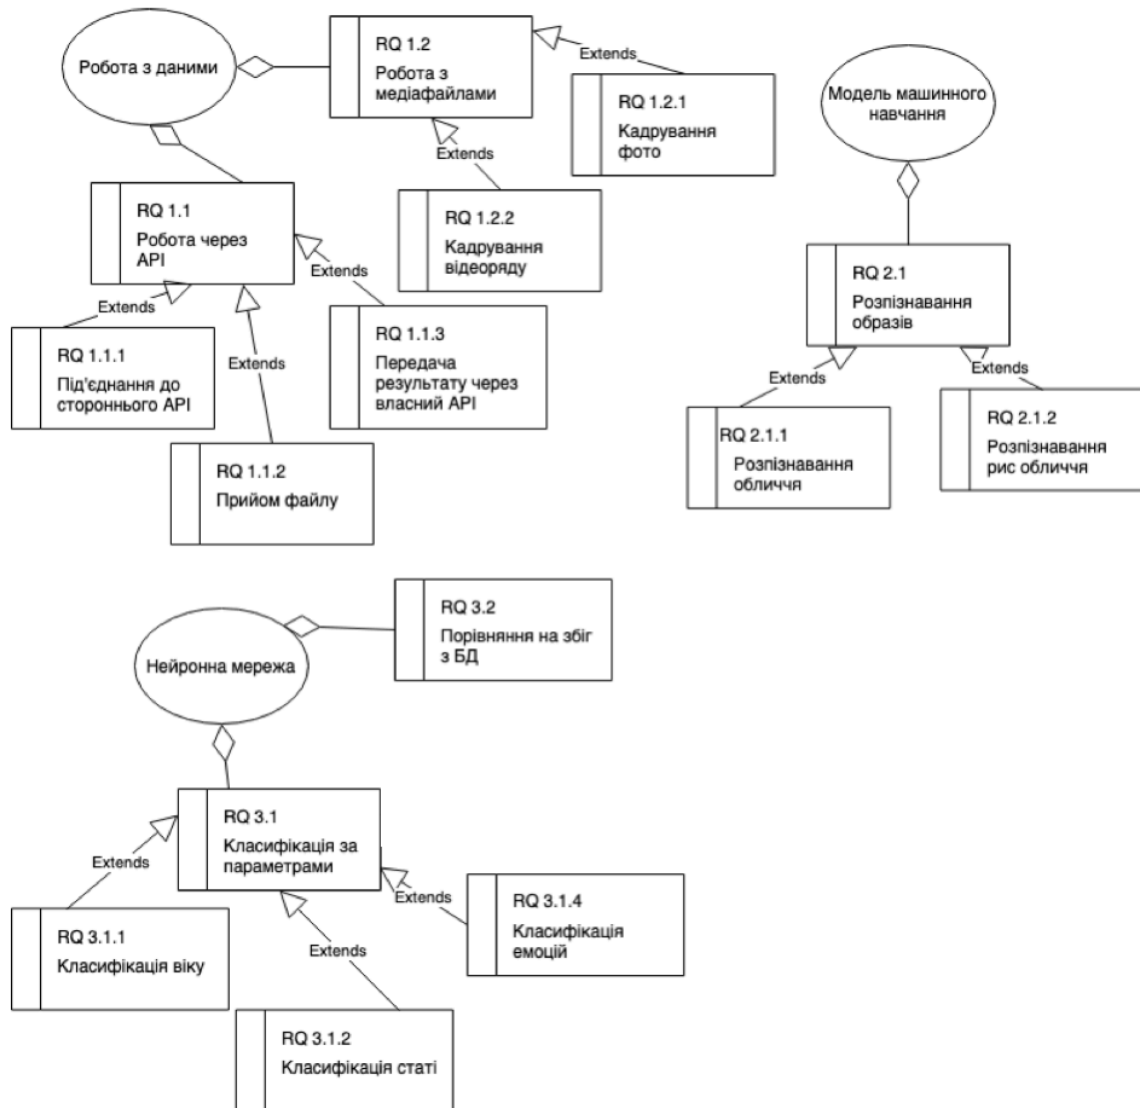 Робота з даними
RQ 1.2
Робота з
медіафайлами
Extends
RQ 1.2.1
Кадрування
фото
Extends
RQ 1.2.2
Кадрування
відеоряду
RQ 1.1
Робота через
API
Extends
RQ 1.1.1
Під'єднання до
стороннього API
Extends
RQ 1.1.2
Прийом файлу
Extends
RQ 1.1.3
Передача
результату через
власний API
Модель машинного
навчання
RQ 2.1
Розпізнавання
образів
Extends
RQ 2.1.1
Розпізнавання
обличчя
Extends
RQ 2.1.2
Розпізнавання
рис обличчя
Нейронна мережа
RQ 3.2
Порівняння на збіг
з БД
RQ 3.1
Класифікація за
параметрами
Extends
RQ 3.1.1
Класифікація віку
Extends
RQ 3.1.2
Класифікація статі
Extends
RQ 3.1.4
Класифікація
емоцій